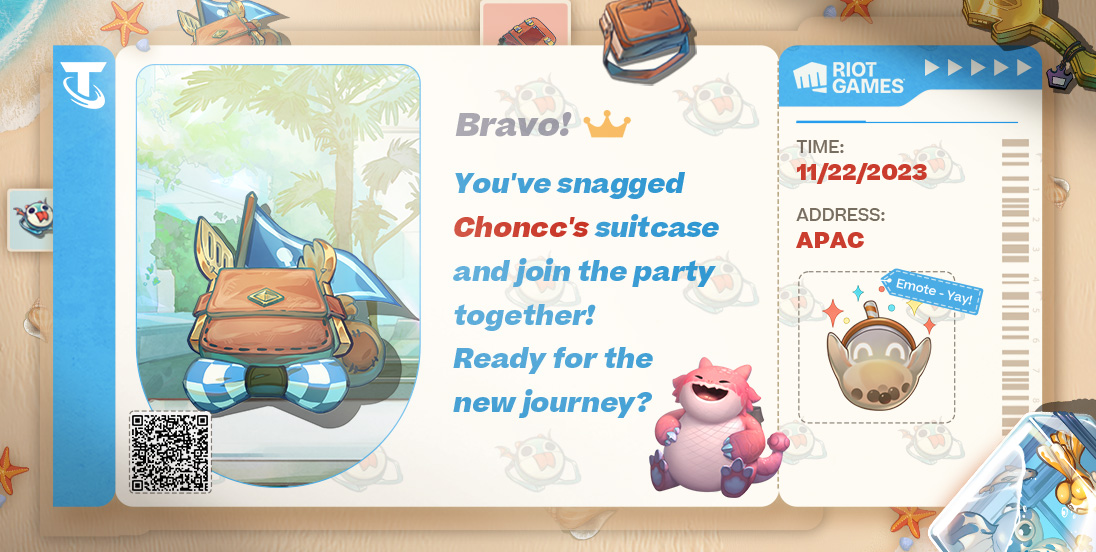 Bravo!
You've snagged
Choncc's suitcase
and join the party
together!
Ready for the
new journey?
RIOT
GAMES
TIME:
11/22/2023
ADDRESS:
APAC
Emote - Yay!